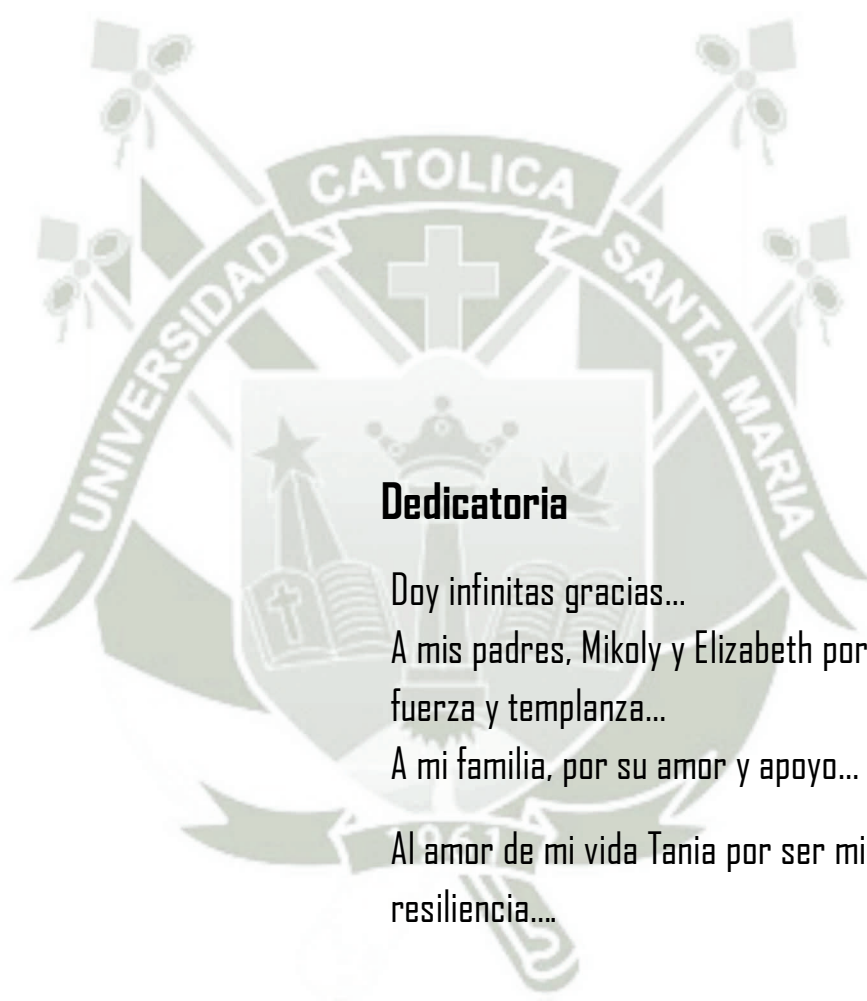 UNIVERSIDAD CATOLICA SANTA MARIA
Dedicatoria
Doy infinitas gracias...
A mis padres, Mikoly y Elizabeth por
fuerza y templanza...
A mi familia, por su amor y apoyo...
1961
Al amor de mi vida Tania por ser mi
resiliencia....